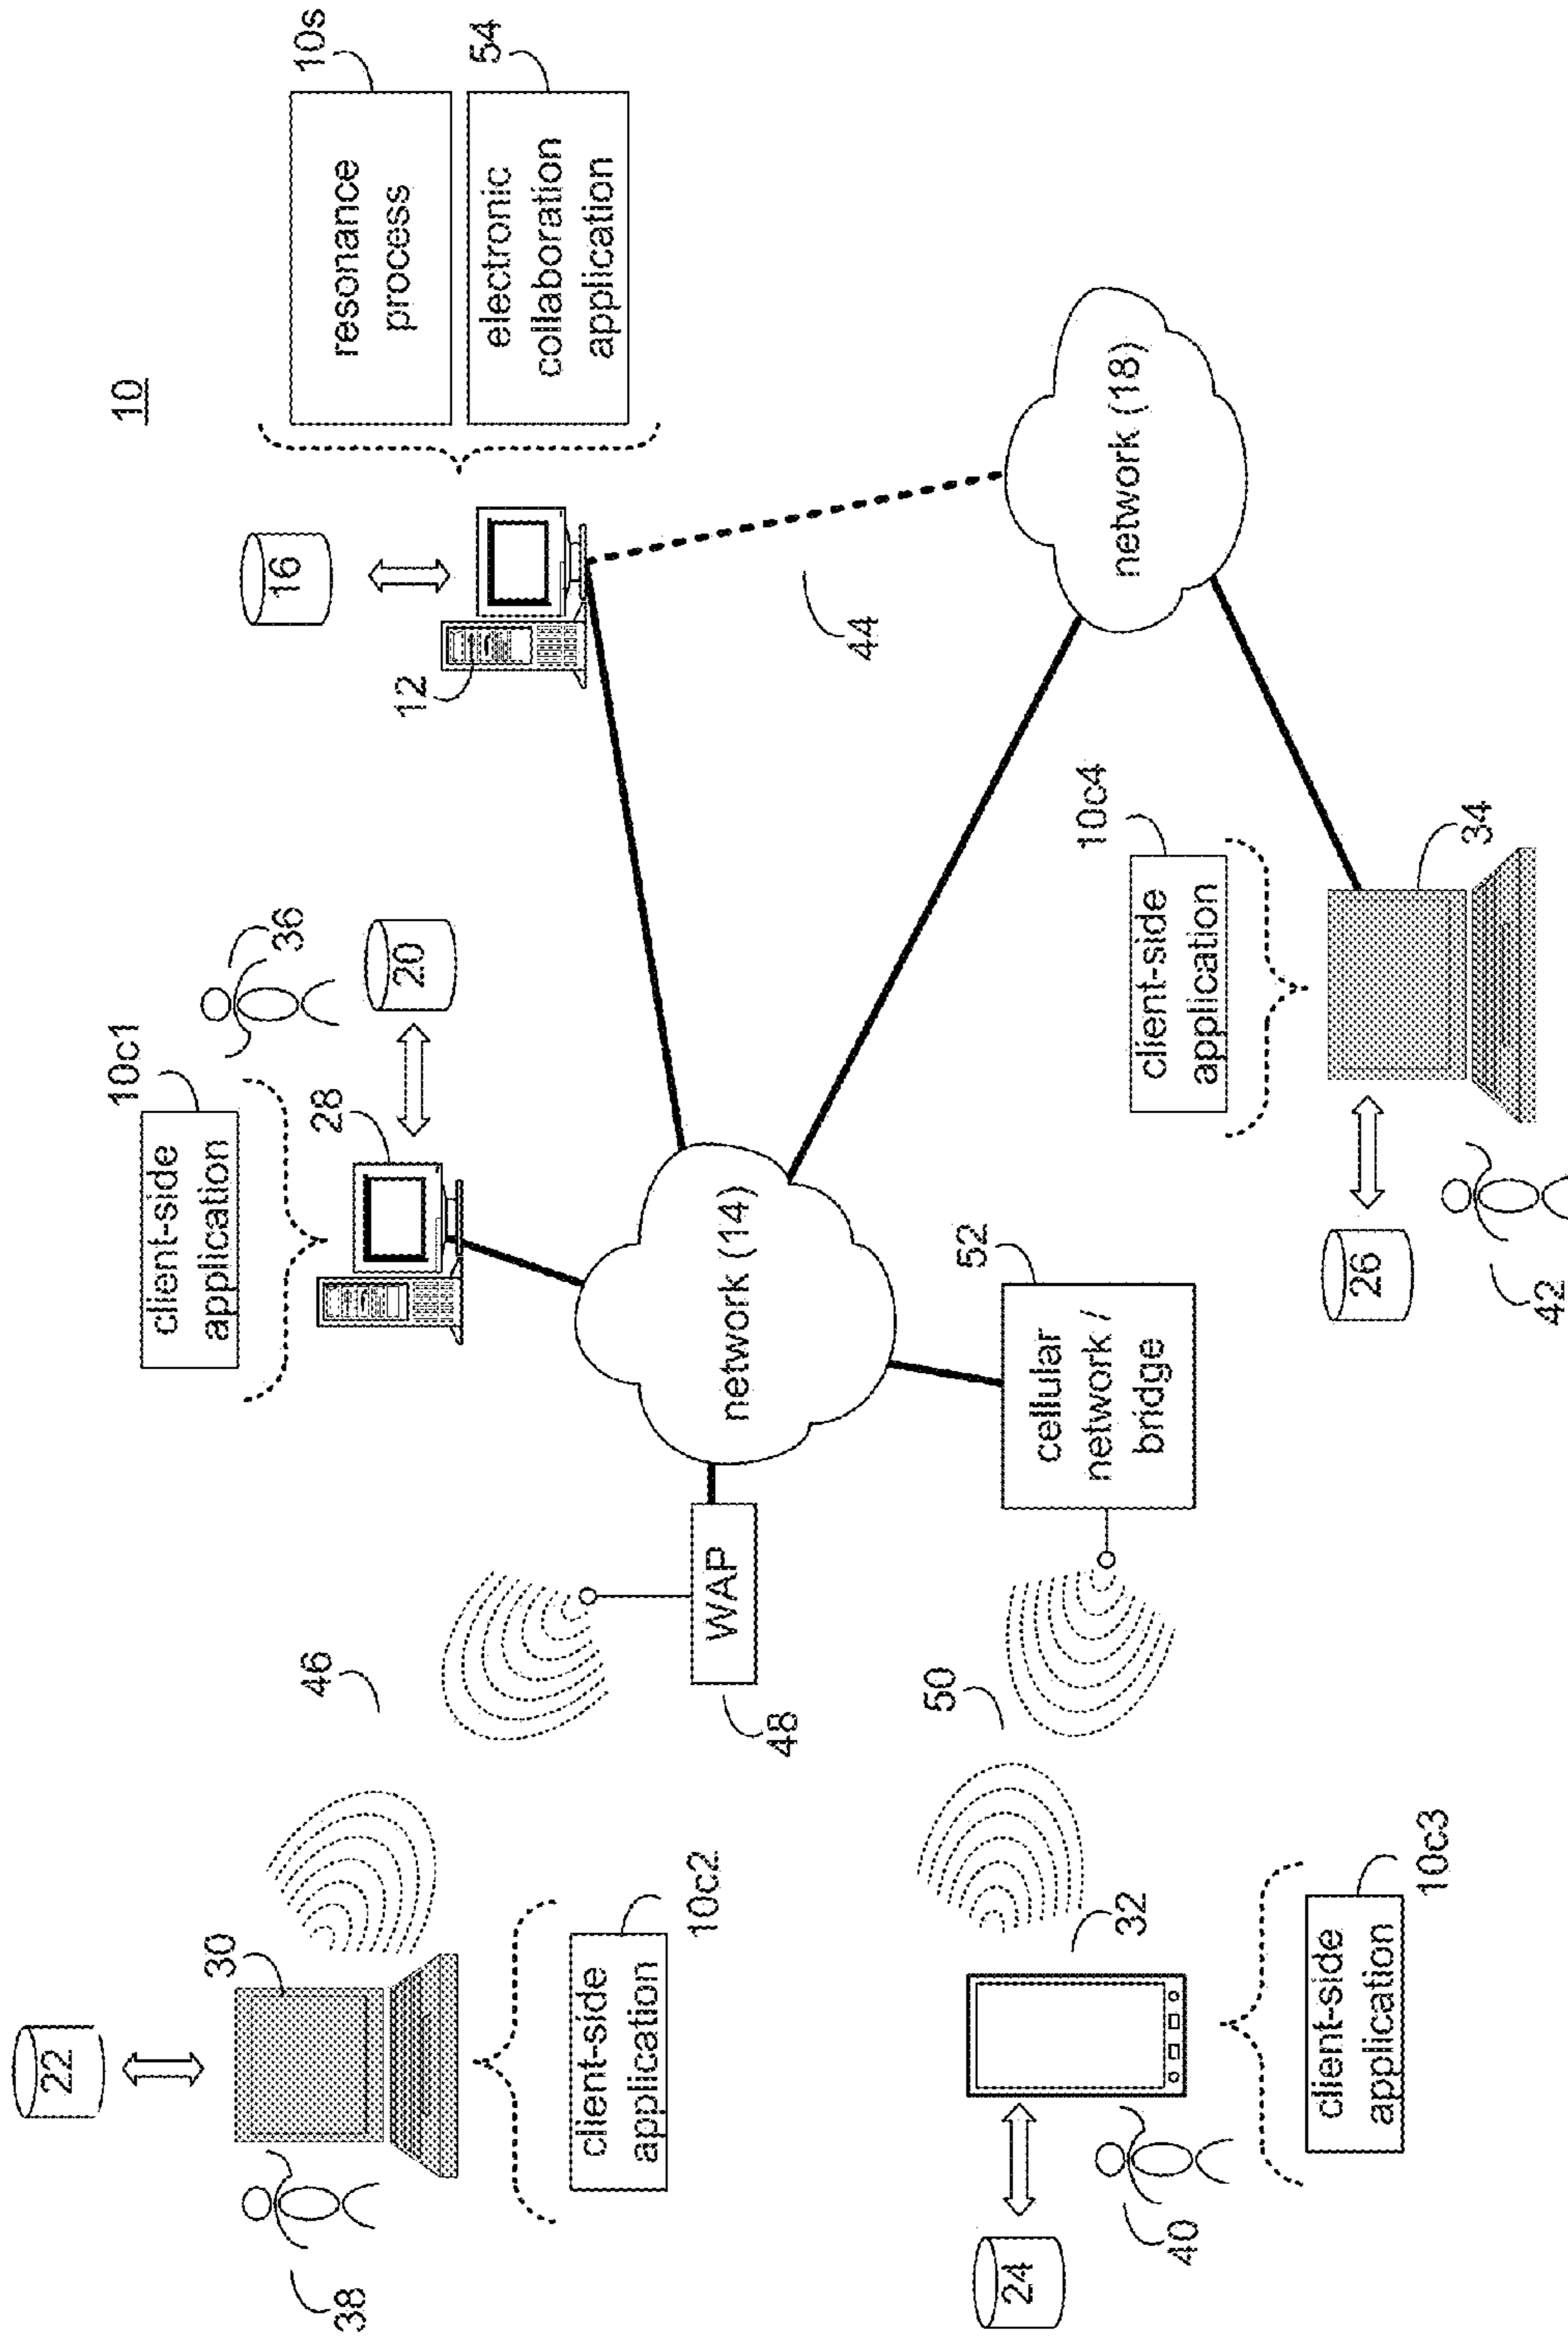 10
22
30
38
client-side
application
10c2
46
WAP
48
10c1
client-side
application
28
36
20
16
12
resonance
process
10s
electronic
collaboration
application
54
network (14)
44
network (18)
24
32
40
client-side
application
10c3
50
cellular
network /
bridge
52
10c4
client-side
application
34
26
42